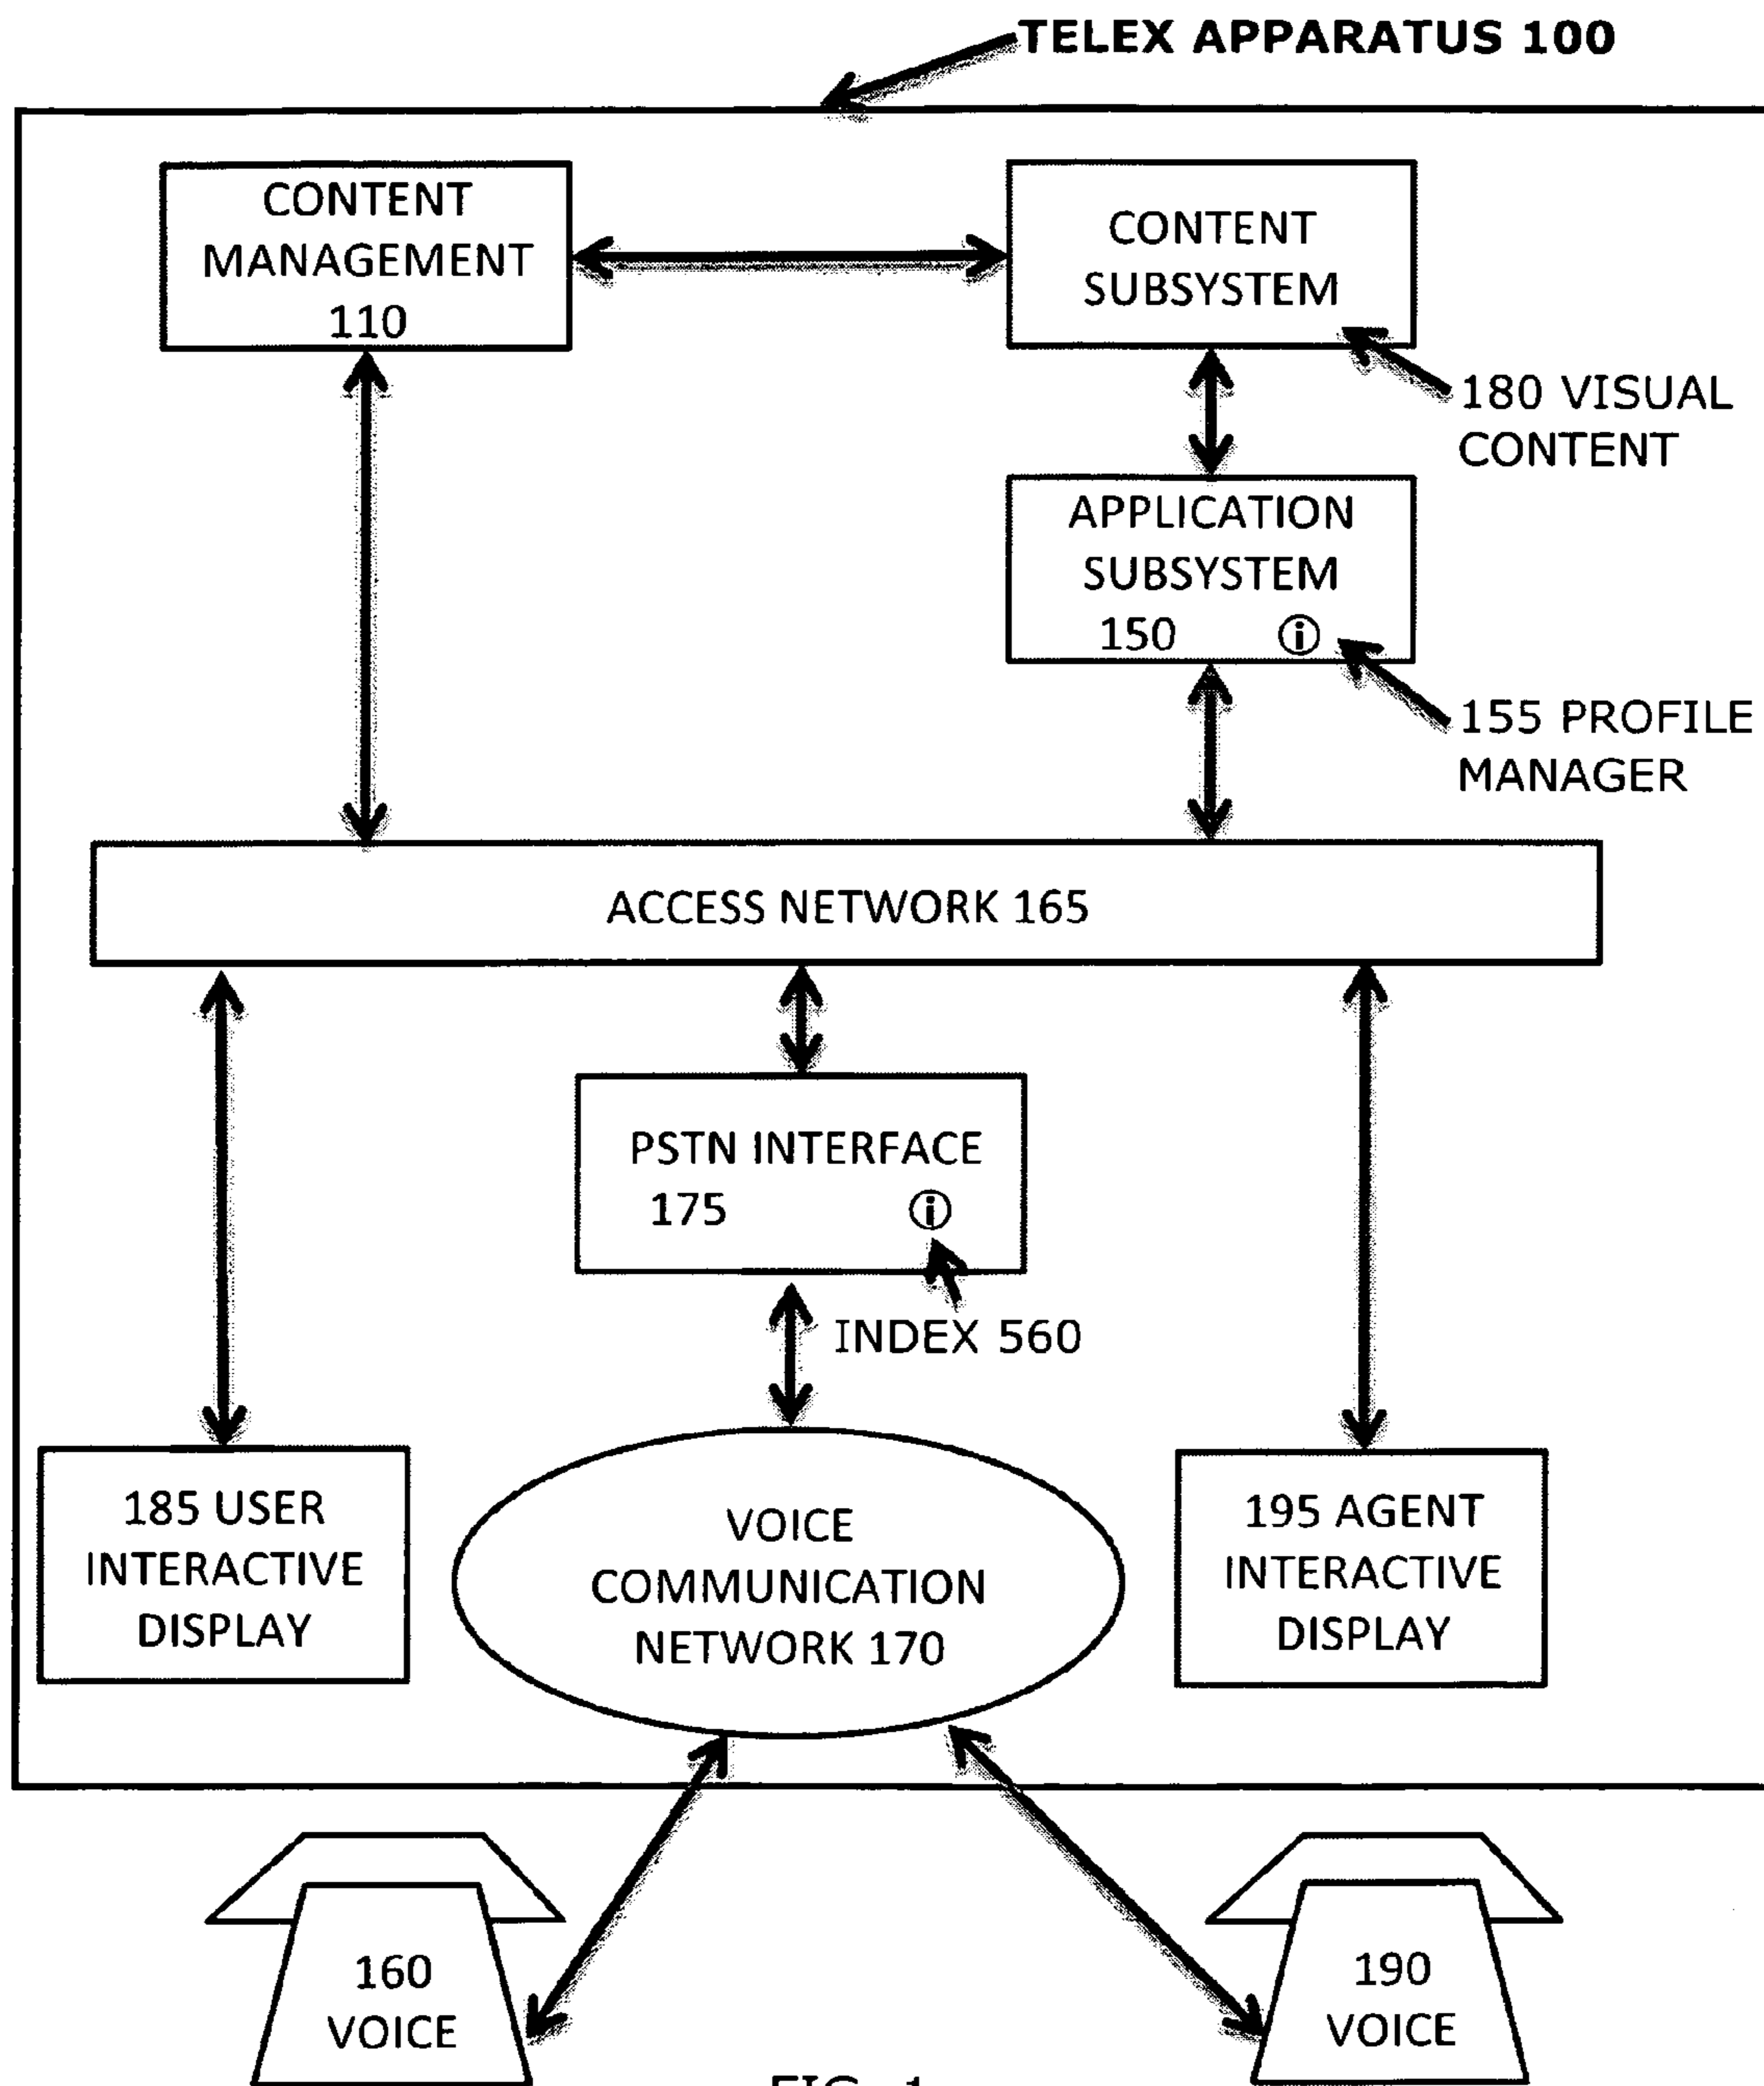 TELEX APPARATUS 100
CONTENT
MANAGEMENT
110
CONTENT
SUBSYSTEM
180 VISUAL
CONTENT
APPLICATION
SUBSYSTEM
150 ⓘ
155 PROFILE
MANAGER
ACCESS NETWORK 165
PSTN INTERFACE
175 ⓘ
INDEX 560
185 USER
INTERACTIVE
DISPLAY
VOICE
COMMUNICATION
NETWORK 170
195 AGENT
INTERACTIVE
DISPLAY
160
VOICE
190
VOICE
FIG. 1